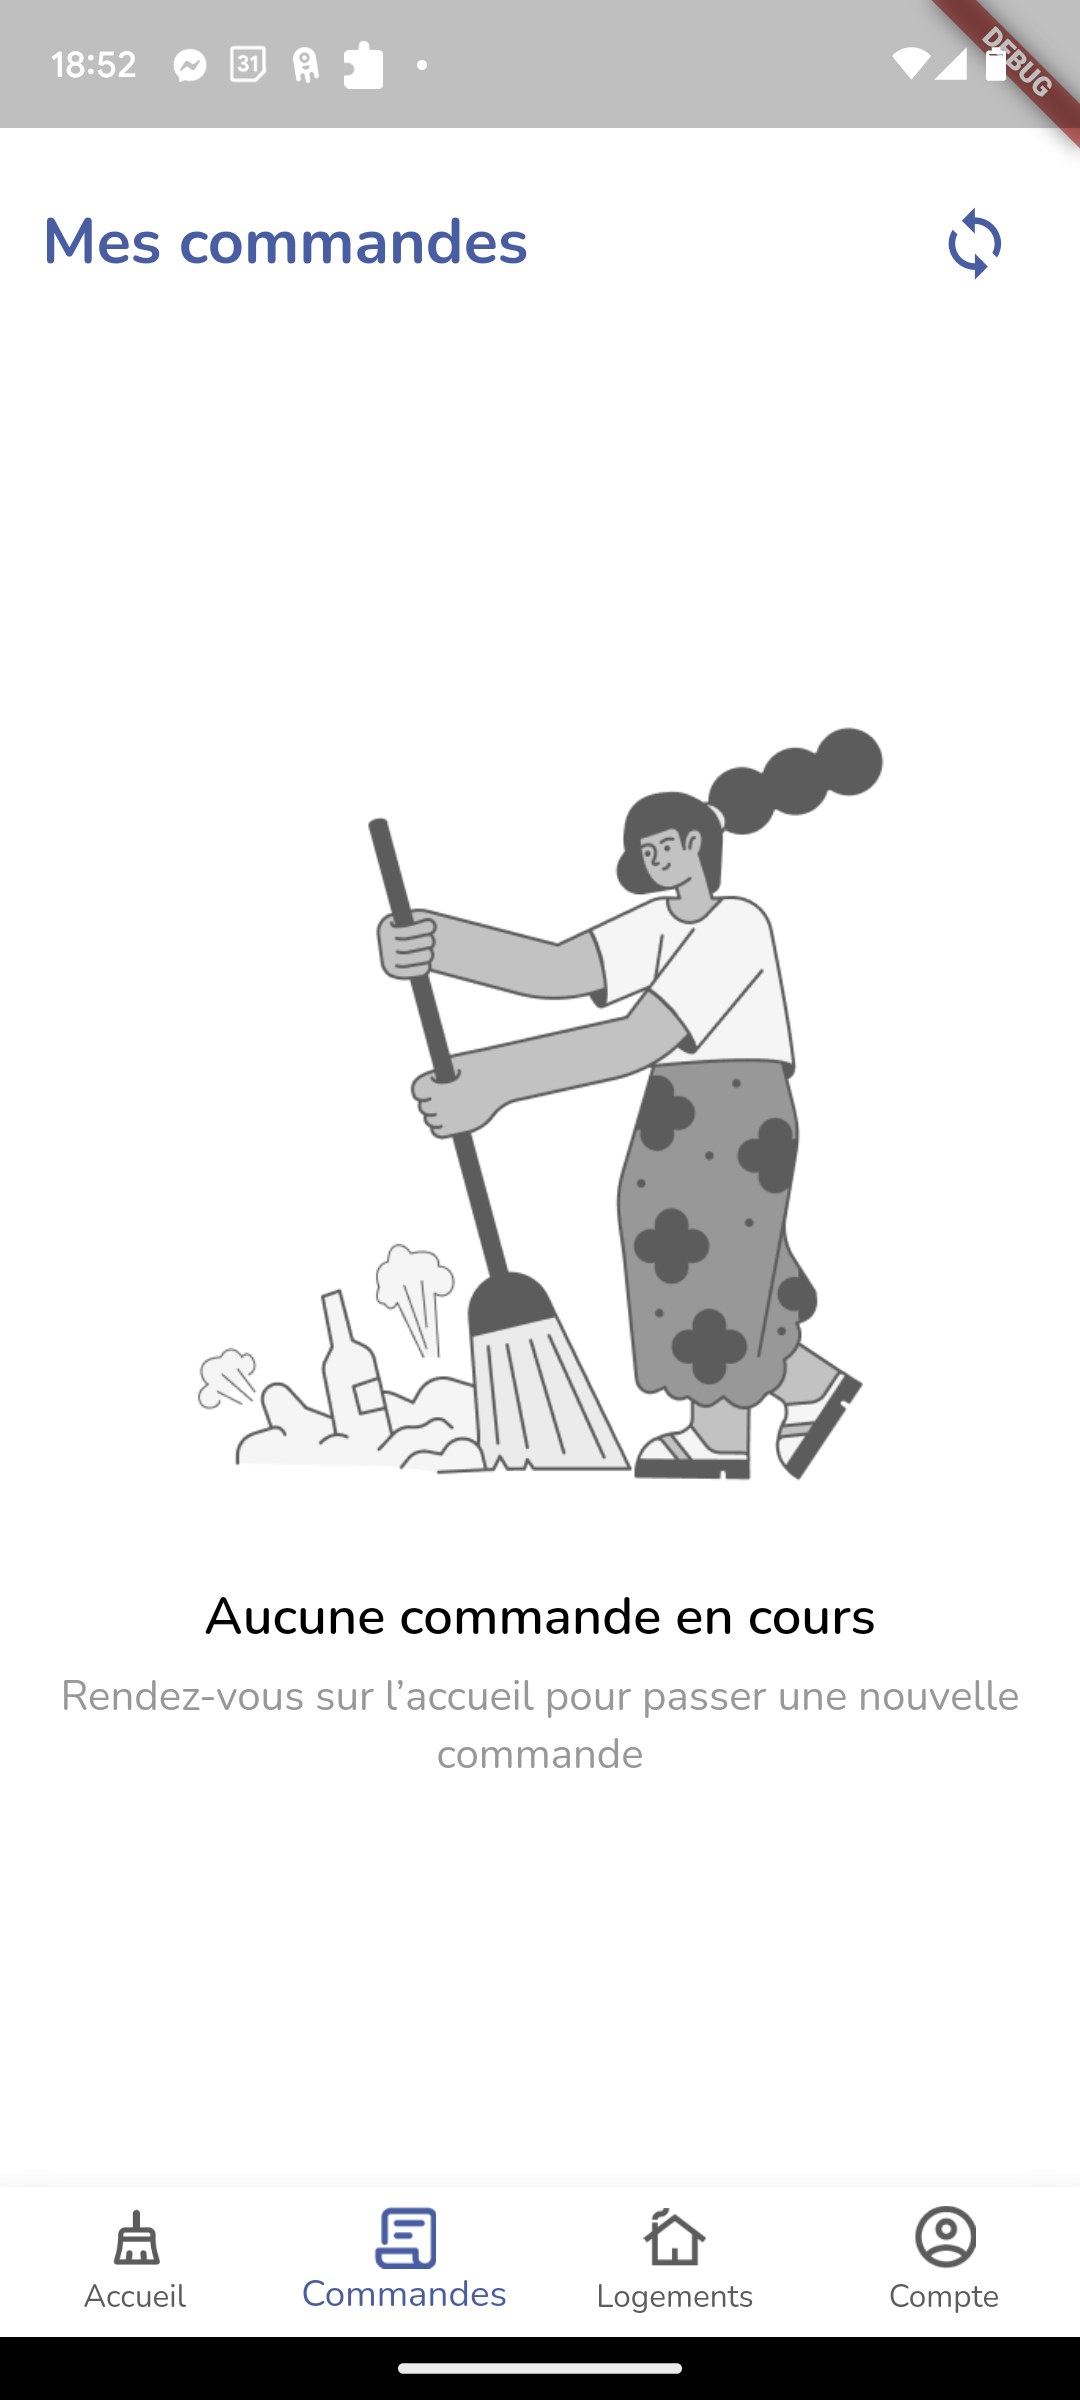 18:52
31
DEBUG
Mes commandes
Aucune commande en cours
Rendez-vous sur l’accueil pour passer une nouvelle
commande
Accueil
Commandes
Logements
Compte